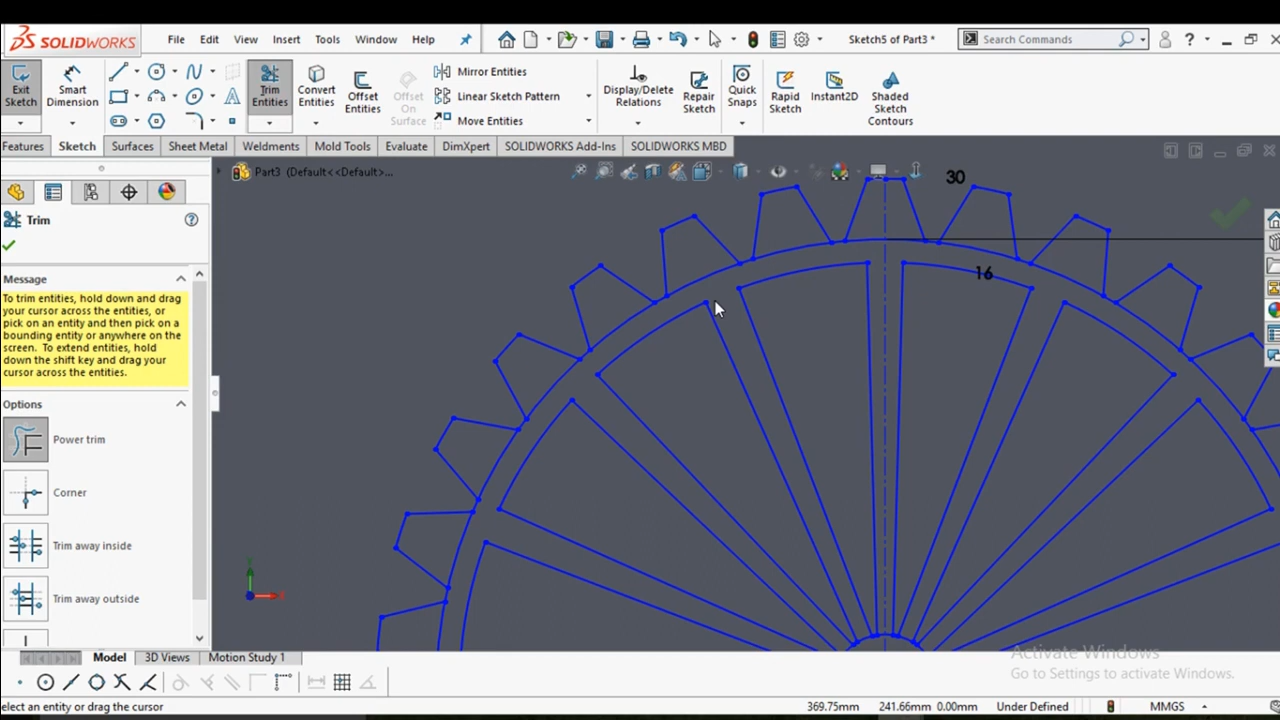 SOLIDWORKS
File Edit View Insert Tools Window Help
Sketch5 of Part3 *
Search Commands
?
Exit Sketch
Smart Dimension
Trim Entities
Convert Entities
Offset Entities
Offset On Surface
Mirror Entities
Linear Sketch Pattern
Move Entities
Display/Delete Relations
Repair Sketch
Quick Snaps
Rapid Sketch
Instant2D
Shaded Sketch Contours
Features Sketch Surfaces Sheet Metal Weldments Mold Tools Evaluate DimXpert SOLIDWORKS Add-Ins SOLIDWORKS MBD
Part3 (Default<<Default>...
30
16
Trim
Message
To trim entities, hold down and drag
your cursor across the entities, or
pick on an entity and then pick on a
bounding entity or anywhere on the
screen. To extend entities, hold
down the shift key and drag your
cursor across the entities.
Options
Power trim
Corner
Trim away inside
Trim away outside
Activate Windows
Go to Settings to activate Windows.
Model 3D Views Motion Study 1
elect an entity or drag the cursor
369.75mm 241.66mm 0.00mm Under Defined MMGS